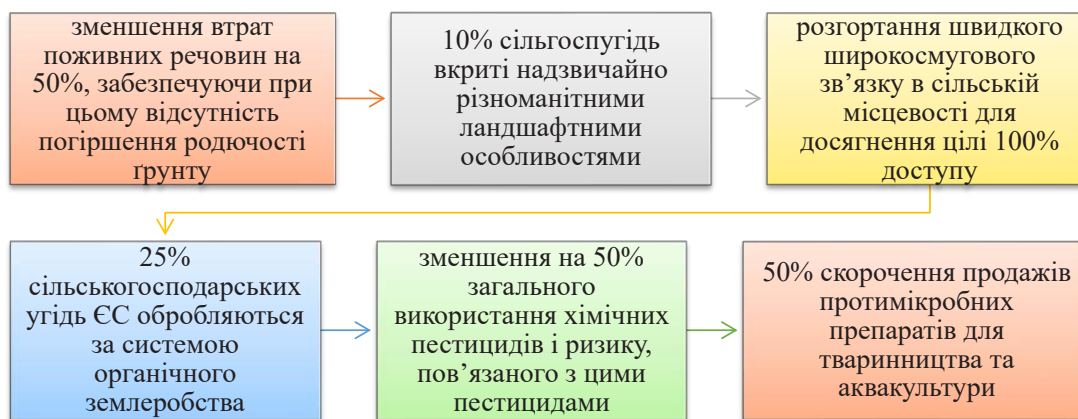 зменшення втрат
поживних речовин на
50%, забезпечуючи при
цьому відсутність
погіршення родючості
ґрунту
10% сільгоспугідь
вкриті надзвичайно
різноманітними
ландшафтними
особливостями
розгортання швидкого
широкосмугового
зв’язку в сільській
місцевості для
досягнення цілі 100%
доступу
25%
сільськогосподарських
угідь ЄС обробляються
за системою
органічного
землеробства
зменшення на 50%
загального
використання хімічних
пестицидів і ризику,
пов’язаного з цими
пестицидами
50% скорочення продажів
протимікробних
препаратів для
тваринництва та
аквакультури